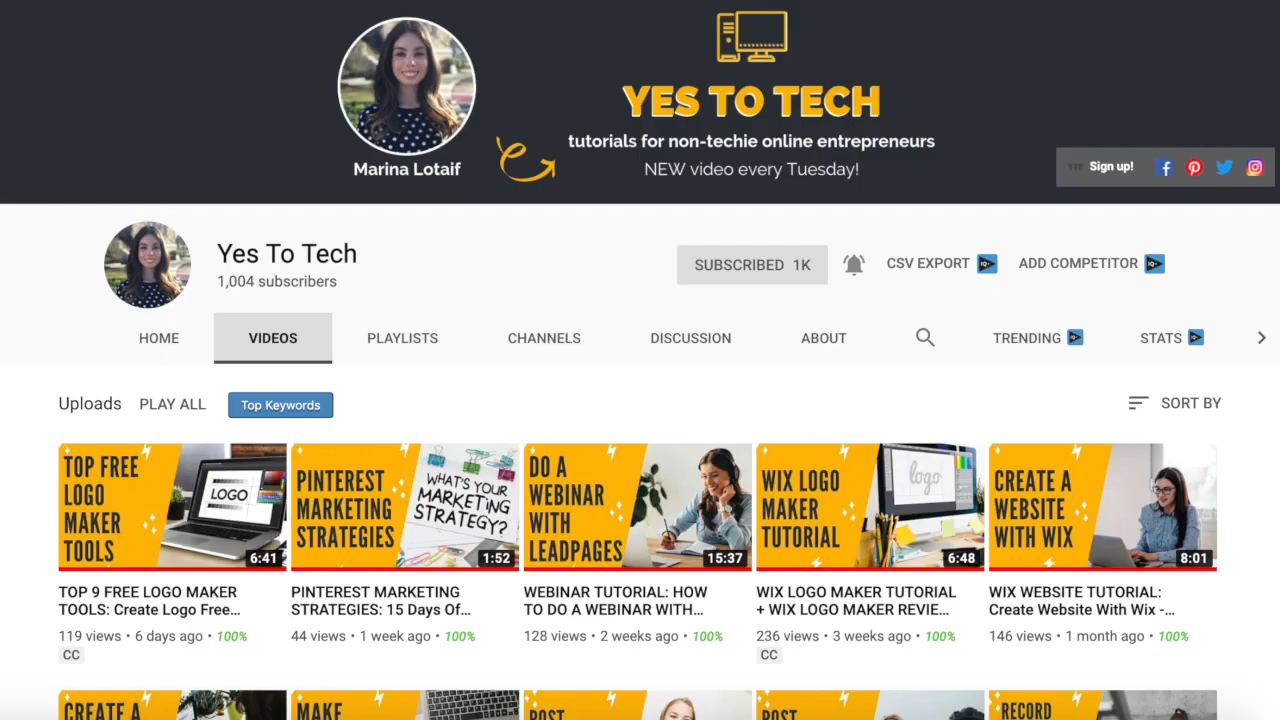 YES TO TECH
tutorials for non-techie online entrepreneurs
NEW video every Tuesday!
Marina Lotaif
Sign up!
Yes To Tech
1,004 subscribers
SUBSCRIBED 1K
CSV EXPORT
ADD COMPETITOR
HOME
VIDEOS
PLAYLISTS
CHANNELS
DISCUSSION
ABOUT
TRENDING
STATS
Uploads
PLAY ALL
Top Keywords
SORT BY
TOP FREE
LOGO
MAKER
TOOLS
LOGO
6:41
PINTEREST
MARKETING
STRATEGIES
WHAT'S YOUR
MARKETING
STRATEGY?
1:52
DO A
WEBINAR
WITH
LEADPAGES
15:37
WIX LOGO
MAKER
TUTORIAL
logo
6:48
CREATE A
WEBSITE
WITH WIX
8:01
TOP 9 FREE LOGO MAKER
TOOLS: Create Logo Free...
119 views • 6 days ago • 100%
CC
PINTEREST MARKETING
STRATEGIES: 15 Days Of...
44 views • 1 week ago • 100%
WEBINAR TUTORIAL: HOW
TO DO A WEBINAR WITH...
128 views • 2 weeks ago • 100%
WIX LOGO MAKER TUTORIAL
+ WIX LOGO MAKER REVIE...
236 views • 3 weeks ago • 100%
CC
WIX WEBSITE TUTORIAL:
Create Website With Wix -...
146 views • 1 month ago • 100%
CREATE A
MAKE
POST
POST
RECORD